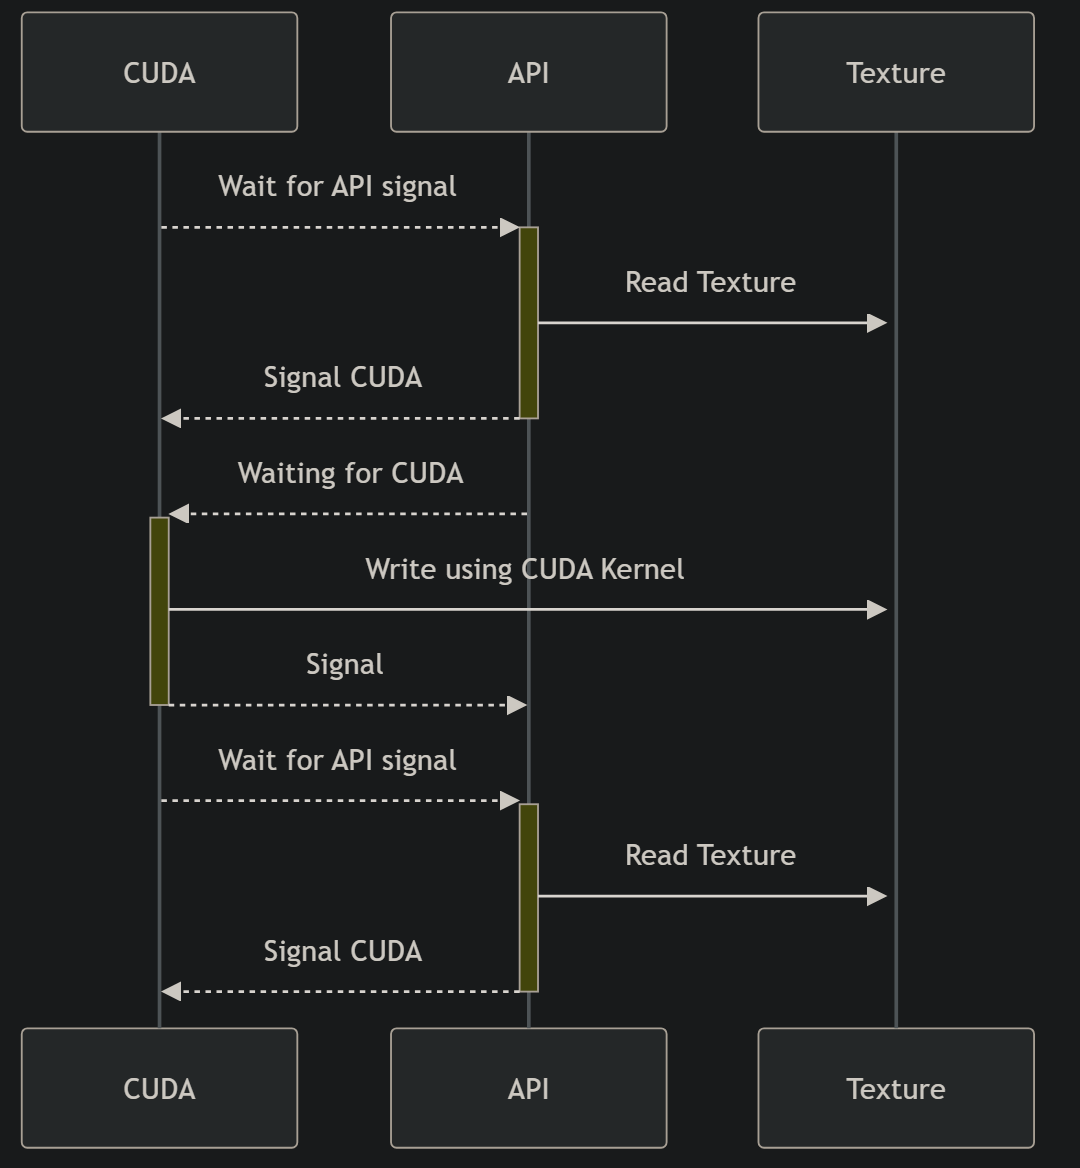 CUDA
API
Texture
Wait for API signal
Read Texture
Signal CUDA
Waiting for CUDA
Write using CUDA Kernel
Signal
Wait for API signal
Read Texture
Signal CUDA
CUDA
API
Texture